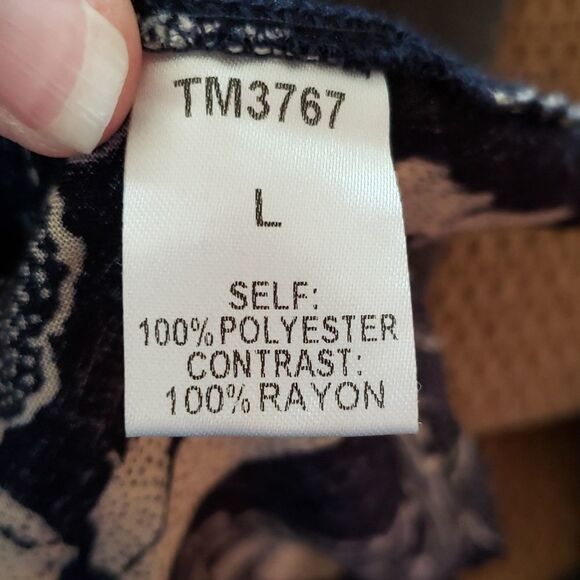 TM3767
L
SELF:
100% POLYESTER
CONTRAST:
100% RAYON